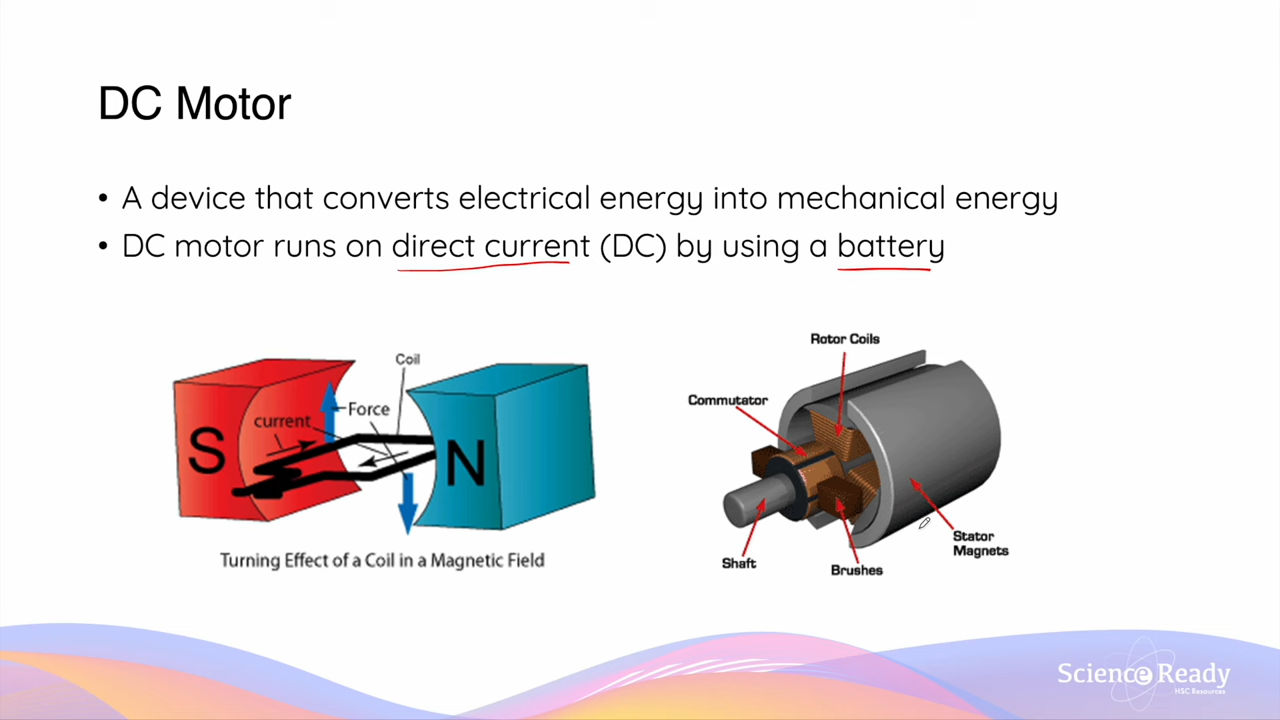 DC Motor
• A device that converts electrical energy into mechanical energy
• DC motor runs on direct current (DC) by using a battery
Coil
Force
current
S
N
Turning Effect of a Coil in a Magnetic Field
Rotor Coils
Commutator
Shaft
Brushes
Stator
Magnets
Science Ready
HSC Resources